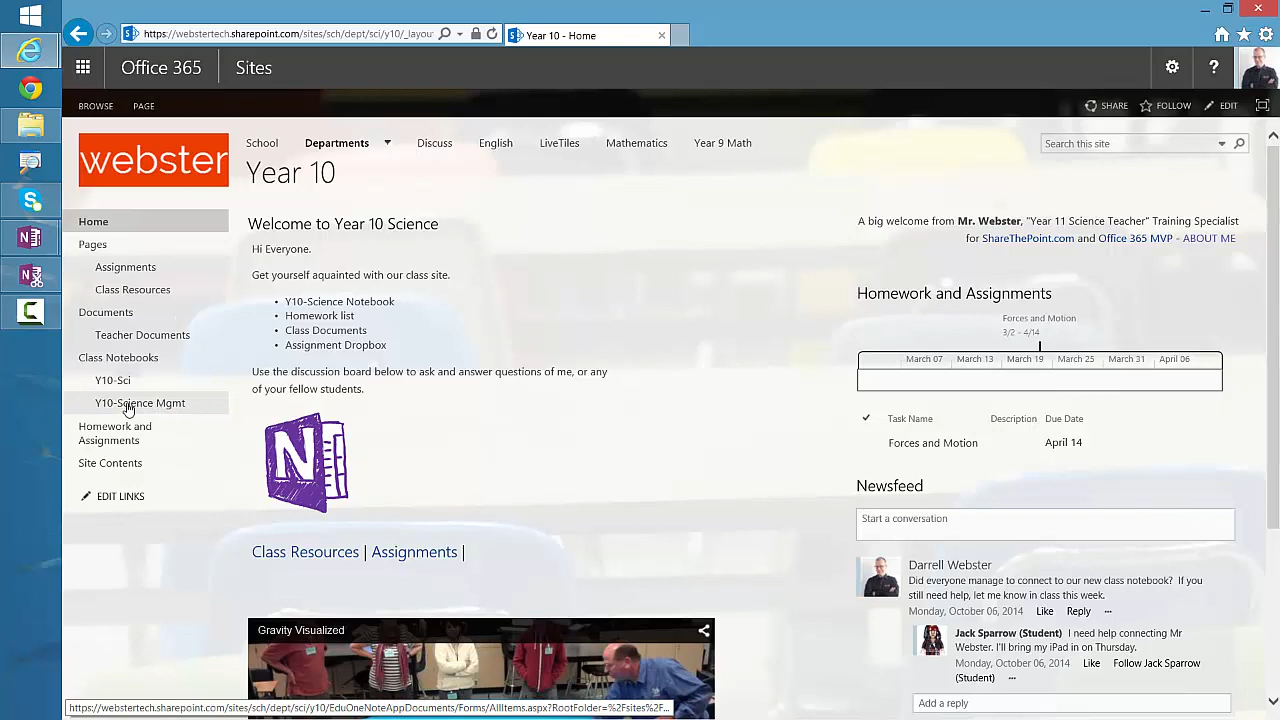 https://webstertech.sharepoint.com/sites/sch/dept/sci/y10/_layou
Year 10 - Home
Office 365
Sites
?
BROWSE
PAGE
SHARE
FOLLOW
EDIT
webster
School
Departments
Discuss
English
LiveTiles
Mathematics
Year 9 Math
Search this site
Year 10
Home
Pages
Assignments
Class Resources
Documents
Teacher Documents
Class Notebooks
Y10-Sci
Y10-Science Mgmt
Homework and
Assignments
Site Contents
EDIT LINKS
Welcome to Year 10 Science
Hi Everyone.
Get yourself aquainted with our class site.
• Y10-Science Notebook
• Homework list
• Class Documents
• Assignment Dropbox
Use the discussion board below to ask and answer questions of me, or any
of your fellow students.
N
Class Resources | Assignments |
Gravity Visualized
A big welcome from Mr. Webster, "Year 11 Science Teacher" Training Specialist
for ShareThePoint.com and Office 365 MVP - ABOUT ME
Homework and Assignments
Forces and Motion
3/2 - 4/14
March 07
March 13
March 19
March 25
March 31
April 06
Task Name
Description
Due Date
Forces and Motion
April 14
Newsfeed
Start a conversation
Darrell Webster
Did everyone manage to connect to our new class notebook? If you
still need help, let me know in class this week.
Monday, October 06, 2014 Like Reply ...
Jack Sparrow (Student) I need help connecting Mr
Webster. I'll bring my iPad in on Thursday.
Monday, October 06, 2014 Like Follow Jack Sparrow
(Student) ...
Add a reply
https://webstertech.sharepoint.com/sites/sch/dept/sci/y10/EduOneNoteAppDocuments/Forms/AllItems.aspx?RootFolder=%2Fsites%2F...